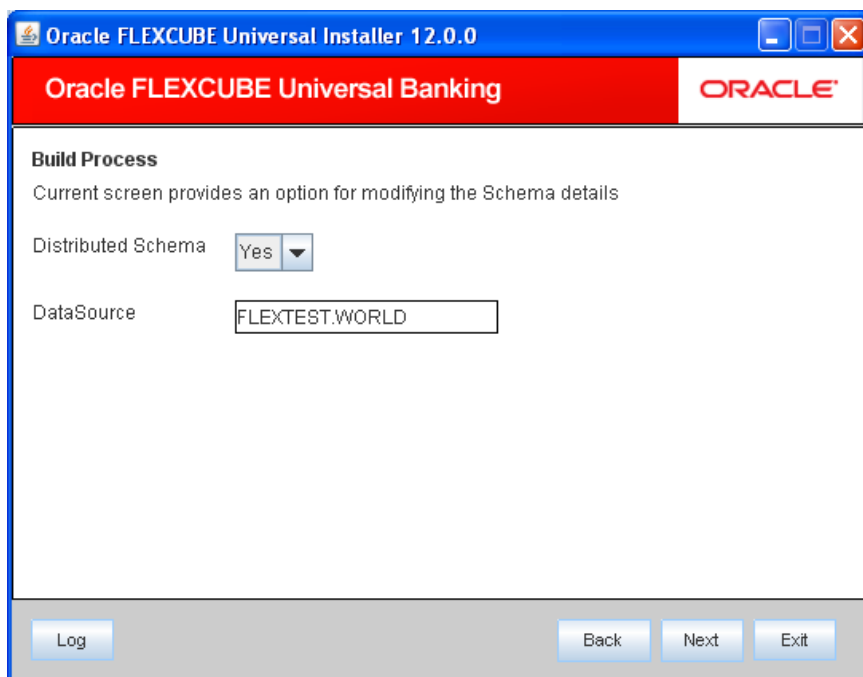 Oracle FLEXCUBE Universal Installer 12.0.0
Oracle FLEXCUBE Universal Banking
ORACLE
Build Process
Current screen provides an option for modifying the Schema details
Distributed Schema Yes
DataSource FLEXTEST.WORLD
Log Back Next Exit